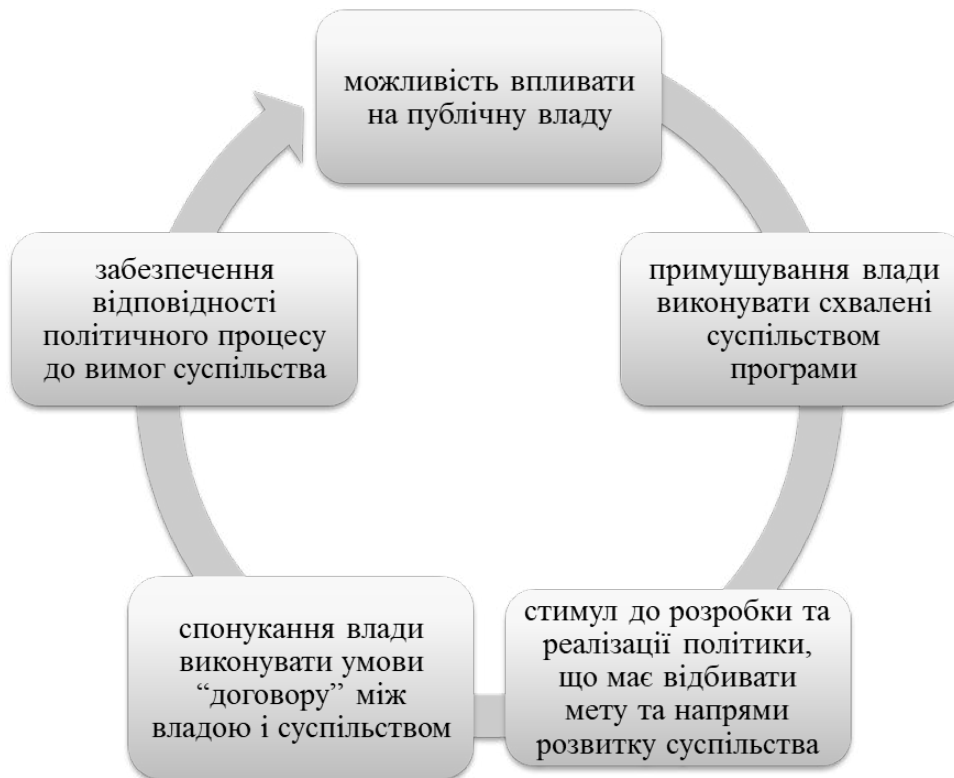 можливість впливати
на публічну владу
примушування влади
виконувати схвалені
суспільством
програми
стимул до розробки та
реалізації політики,
що має відбивати
мету та напрями
розвитку суспільства
спонукання влади
виконувати умови
“договору” між
владою і суспільством
забезпечення
відповідності
політичного процесу
до вимог суспільства